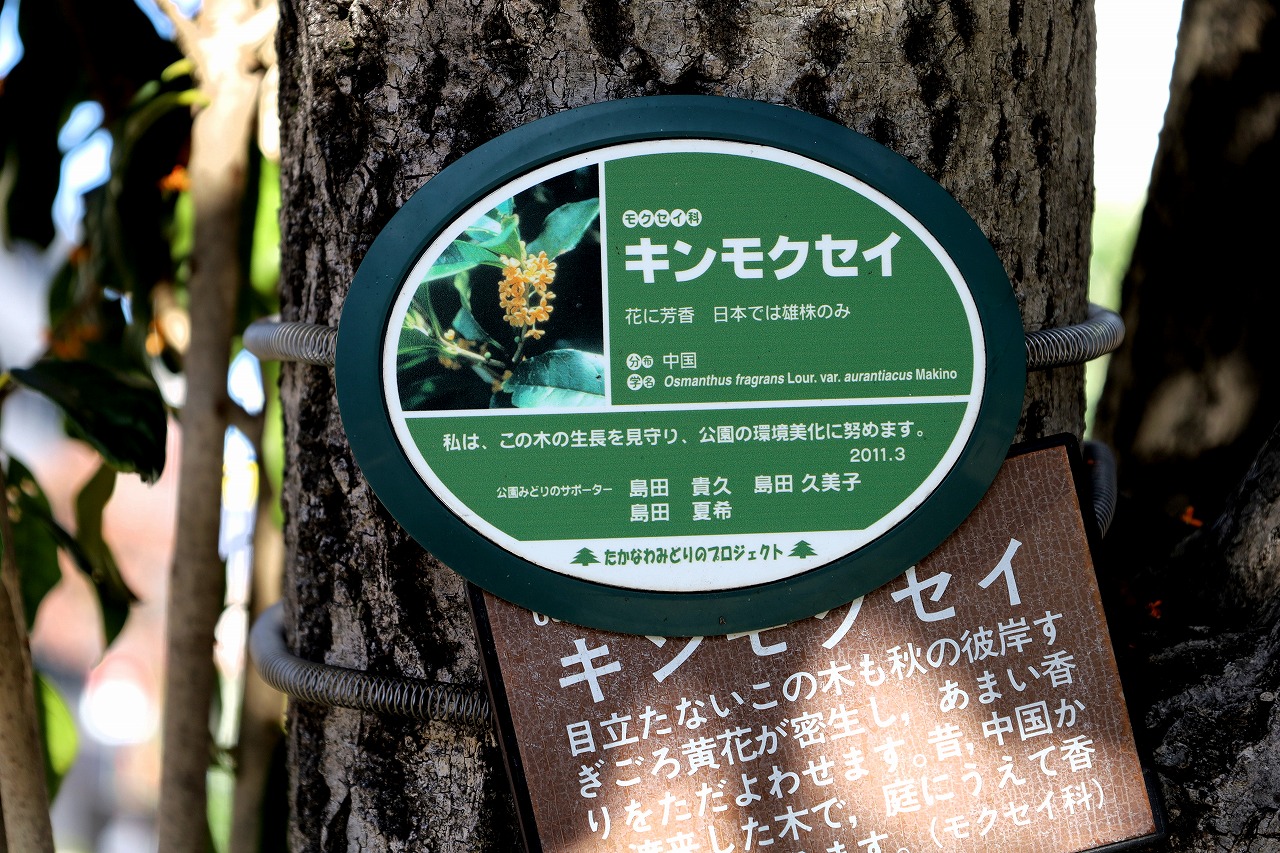 モクセイ科
キンモクセイ
花に芳香　日本では雄株のみ
分布 中国
学名 Osmanthus fragrans Lour. var. aurantiacus Makino
私は、この木の生長を見守り、公園の環境美化に努めます。
2011.3
公園みどりのサポーター 島田　貴久　島田 久美子
島田　夏希
たかなわみどりのプロジェクト
キンモクセイ
目立たないこの木も秋の彼岸す
ぎごろ黄花が密生し，あまい香
りをただよわせます。昔，中国か
渡来した木で，庭にうえて香
ます。（モクセイ科）